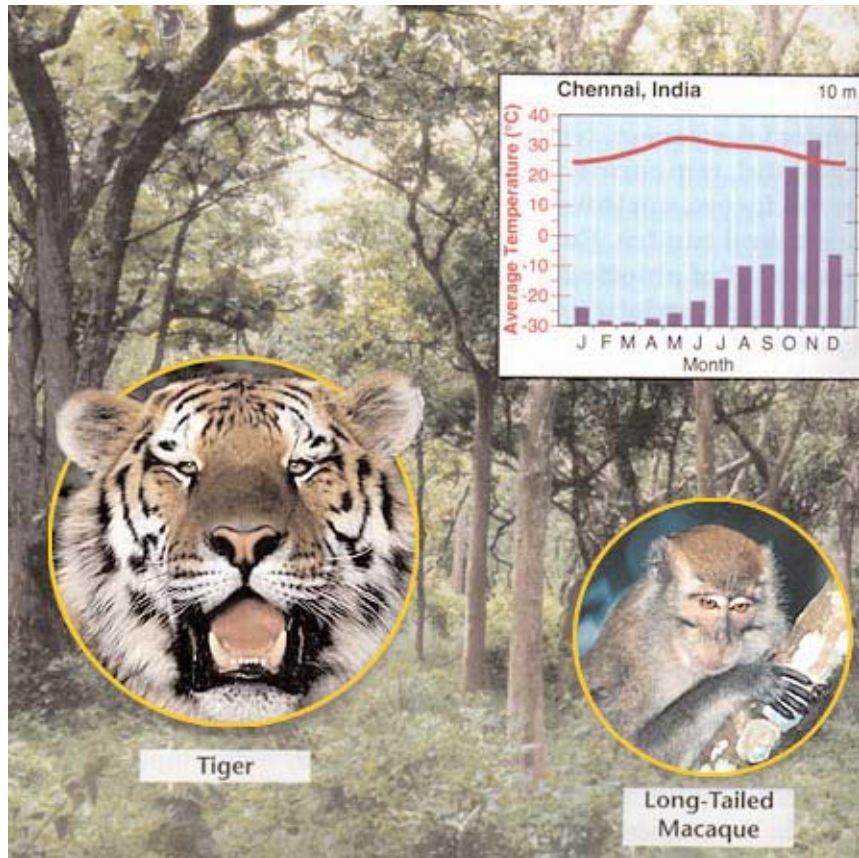 Chennai, India 10 m
Average Temperature (°C)
40
30
20
10
0
-10
-20
-30
J F M A M J J A S O N D
Month
Tiger
Long-Tailed
Macaque